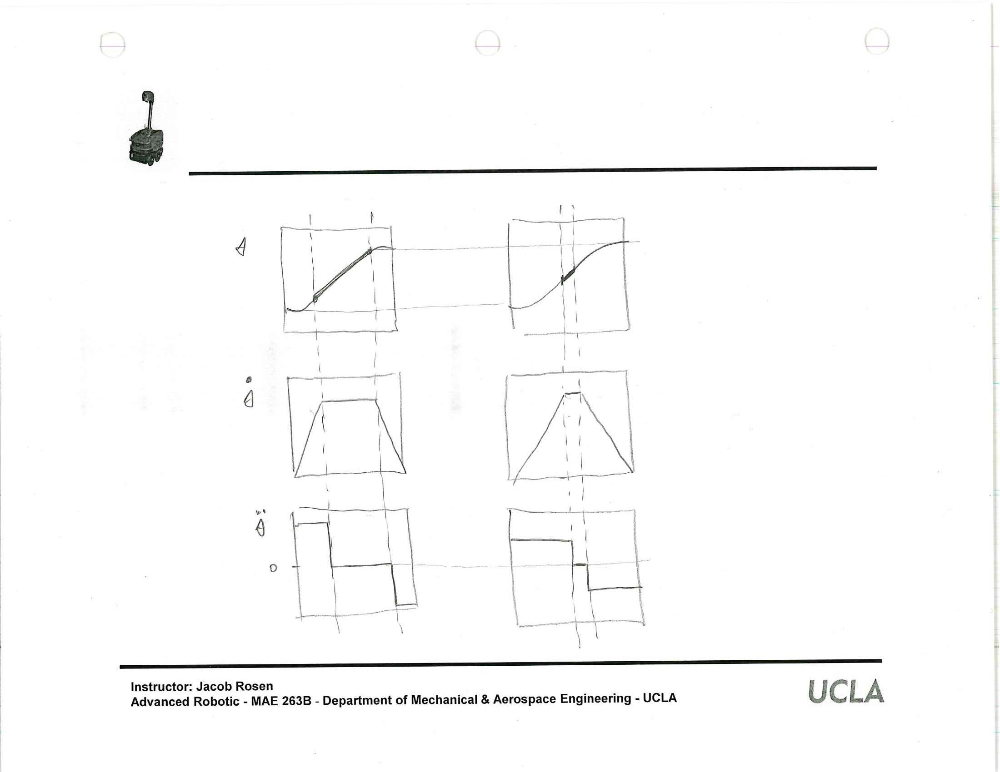 θ
θ̇
θ̈
0
Instructor: Jacob Rosen
Advanced Robotic - MAE 263B - Department of Mechanical & Aerospace Engineering - UCLA
UCLA